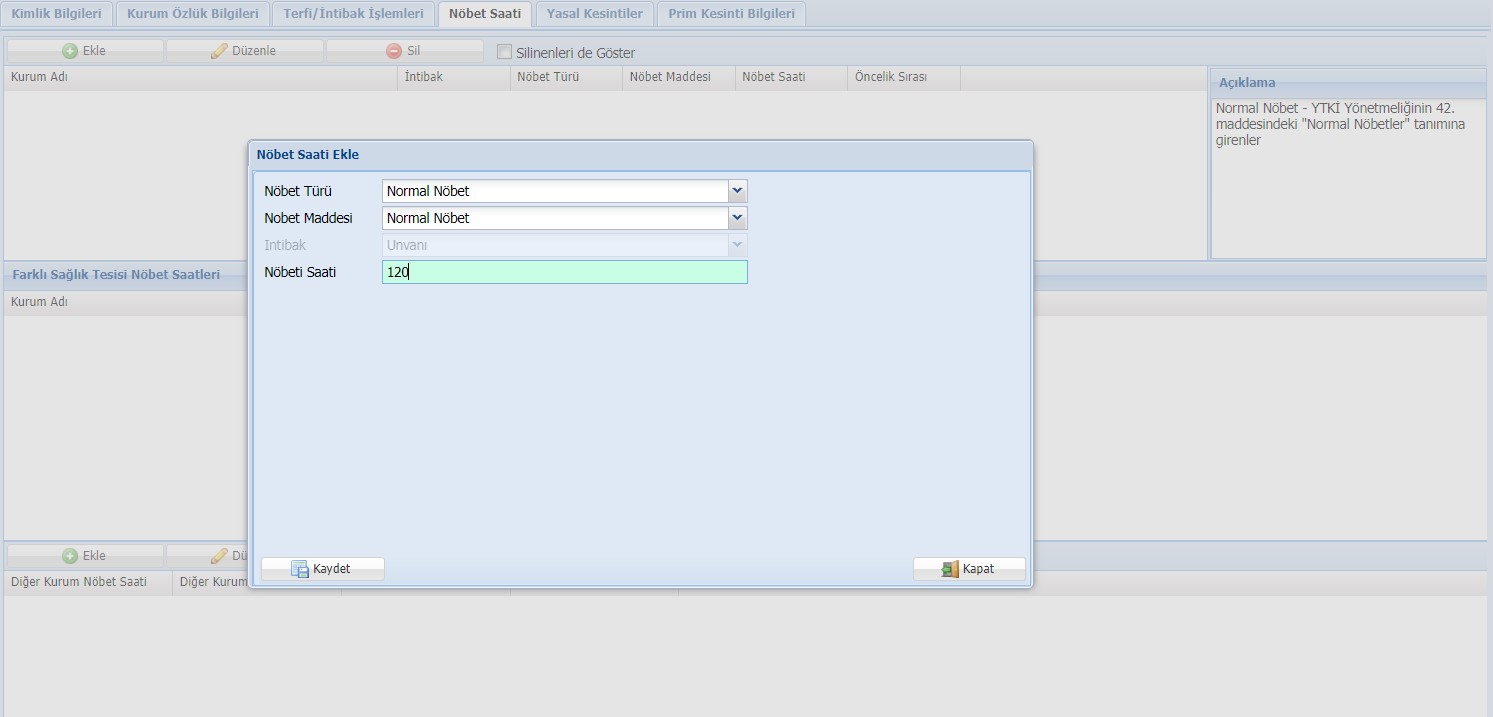 Kimlik Bilgileri Kurum Özlük Bilgileri Terfi/İntibak İşlemleri Nöbet Saati Yasal Kesintiler Prim Kesinti Bilgileri
Ekle Düzenle Sil Silinenleri de Göster
Kurum Adı İntibak Nöbet Türü Nöbet Maddesi Nöbet Saati Öncelik Sırası
Açıklama
Normal Nöbet - YTKİ Yönetmeliğinin 42.
maddesindeki "Normal Nöbetler" tanımına
girenler
Nöbet Saati Ekle
Nöbet Türü Normal Nöbet
Nobet Maddesi Normal Nöbet
Intibak Unvanı
Nöbeti Saati 120
Farklı Sağlık Tesisi Nöbet Saatleri
Kurum Adı
Ekle Dü
Kaydet Kapat
Diğer Kurum Nöbet Saati Diğer Kurum